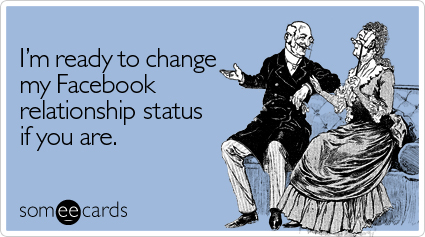 I'm ready to change
my Facebook
relationship status
if you are.
someecards